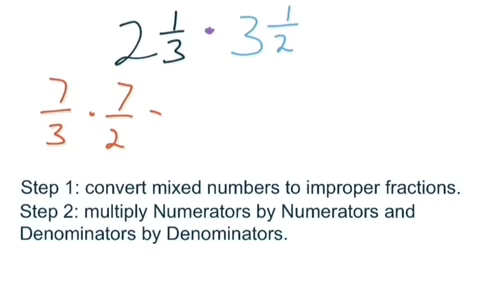 2 1/3 · 3 1/2
7/3 · 7/2 -
Step 1: convert mixed numbers to improper fractions.
Step 2: multiply Numerators by Numerators and
Denominators by Denominators.